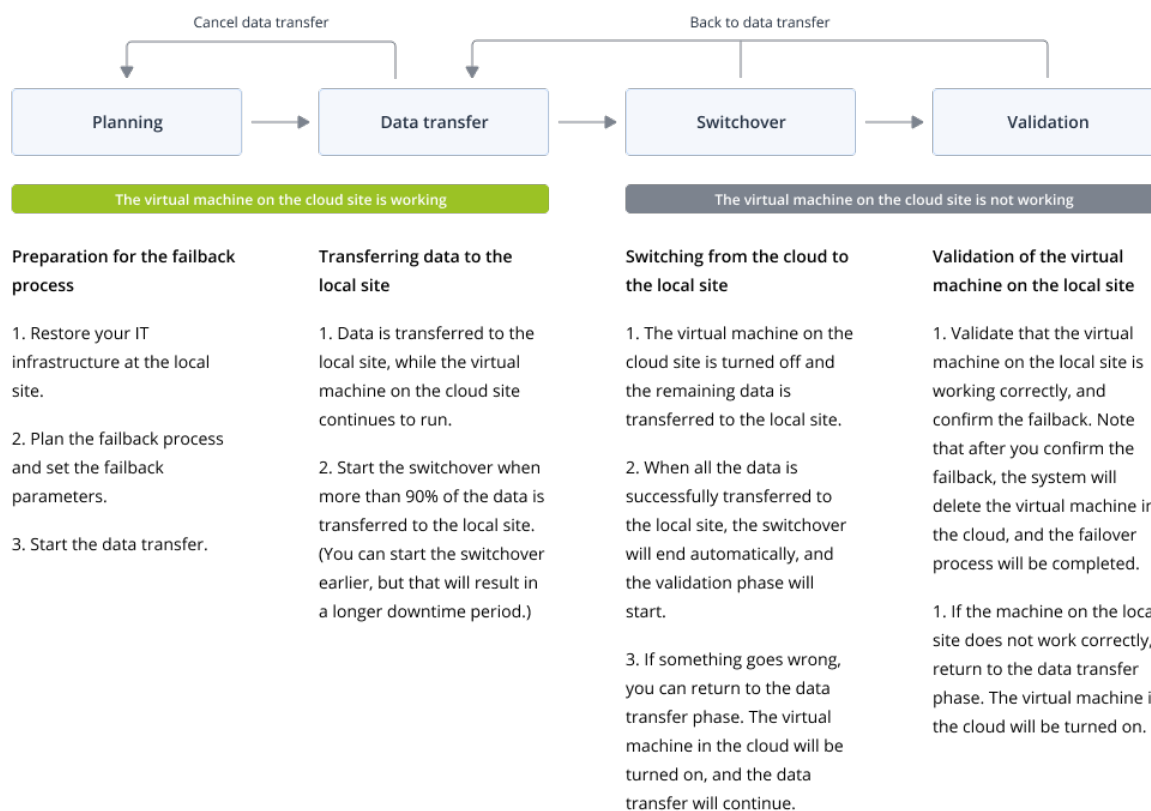 Cancel data transfer
Back to data transfer
Planning
Data transfer
Switchover
Validation
The virtual machine on the cloud site is working
The virtual machine on the cloud site is not working
Preparation for the failback
process
1. Restore your IT
infrastructure at the local
site.
2. Plan the failback process
and set the failback
parameters.
3. Start the data transfer.
Transferring data to the
local site
1. Data is transferred to the
local site, while the virtual
machine on the cloud site
continues to run.
2. Start the switchover when
more than 90% of the data is
transferred to the local site.
(You can start the switchover
earlier, but that will result in
a longer downtime period.)
Switching from the cloud to
the local site
1. The virtual machine on the
cloud site is turned off and
the remaining data is
transferred to the local site.
2. When all the data is
successfully transferred to
the local site, the switchover
will end automatically, and
the validation phase will
start.
3. If something goes wrong,
you can return to the data
transfer phase. The virtual
machine in the cloud will be
turned on, and the data
transfer will continue.
Validation of the virtual
machine on the local site
1. Validate that the virtual
machine on the local site is
working correctly, and
confirm the failback. Note
that after you confirm the
failback, the system will
delete the virtual machine in
the cloud, and the failover
process will be completed.
1. If the machine on the
site does not work correctly,
return to the data transfer
phase. The virtual machine
the cloud will be turned on.